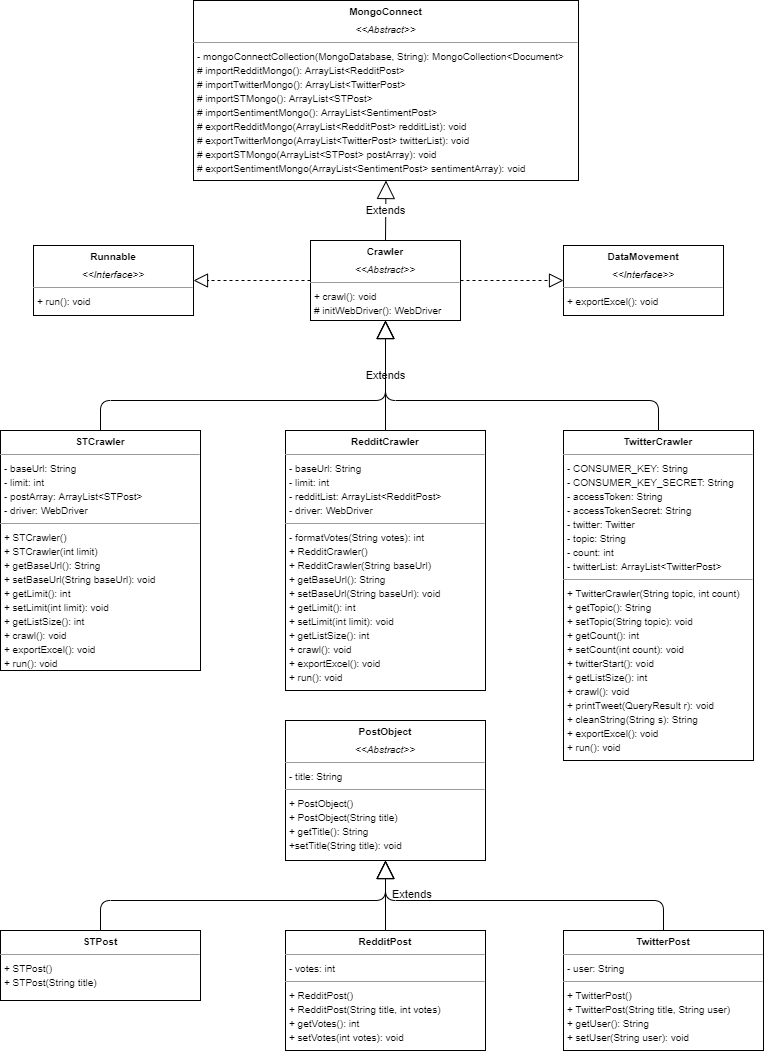 MongoConnect
<<Abstract>>
- mongoConnectCollection(MongoDatabase, String): MongoCollection<Document>
# importRedditMongo(): ArrayList<RedditPost>
# importTwitterMongo(): ArrayList<TwitterPost>
# importSTMongo(): ArrayList<STPost>
# importSentimentMongo(): ArrayList<SentimentPost>
# exportRedditMongo(ArrayList<RedditPost> redditList): void
# exportTwitterMongo(ArrayList<TwitterPost> twitterList): void
# exportSTMongo(ArrayList<STPost> postArray): void
# exportSentimentMongo(ArrayList<SentimentPost> sentimentArray): void
Extends
Runnable
<<Interface>>
+ run(): void
Crawler
<<Abstract>>
+ crawl(): void
# initWebDriver(): WebDriver
DataMovement
<<Interface>>
+ exportExcel(): void
Extends
STCrawler
- baseUrl: String
- limit: int
- postArray: ArrayList<STPost>
- driver: WebDriver
+ STCrawler()
+ STCrawler(int limit)
+ getBaseUrl(): String
+ setBaseUrl(String baseUrl): void
+ getLimit(): int
+ setLimit(int limit): void
+ getListSize(): int
+ crawl(): void
+ exportExcel(): void
+ run(): void
RedditCrawler
- baseUrl: String
- limit: int
- redditList: ArrayList<RedditPost>
- driver: WebDriver
- formatVotes(String votes): int
+ RedditCrawler()
+ RedditCrawler(String baseUrl)
+ getBaseUrl(): String
+ setBaseUrl(String baseUrl): void
+ getLimit(): int
+ setLimit(int limit): void
+ getListSize(): int
+ crawl(): void
+ exportExcel(): void
+ run(): void
TwitterCrawler
- CONSUMER_KEY: String
- CONSUMER_KEY_SECRET: String
- accessToken: String
- accessTokenSecret: String
- twitter: Twitter
- topic: String
- count: int
- twitterList: ArrayList<TwitterPost>
+ TwitterCrawler(String topic, int count)
+ getTopic(): String
+ setTopic(String topic): void
+ getCount(): int
+ setCount(int count): void
+ twitterStart(): void
+ getListSize(): int
+ crawl(): void
+ printTweet(QueryResult r): void
+ cleanString(String s): String
+ exportExcel(): void
+ run(): void
PostObject
<<Abstract>>
- title: String
+ PostObject()
+ PostObject(String title)
+ getTitle(): String
+setTitle(String title): void
Extends
STPost
+ STPost()
+ STPost(String title)
RedditPost
- votes: int
+ RedditPost()
+ RedditPost(String title, int votes)
+ getVotes(): int
+ setVotes(int votes): void
TwitterPost
- user: String
+ TwitterPost()
+ TwitterPost(String title, String user)
+ getUser(): String
+ setUser(String user): void